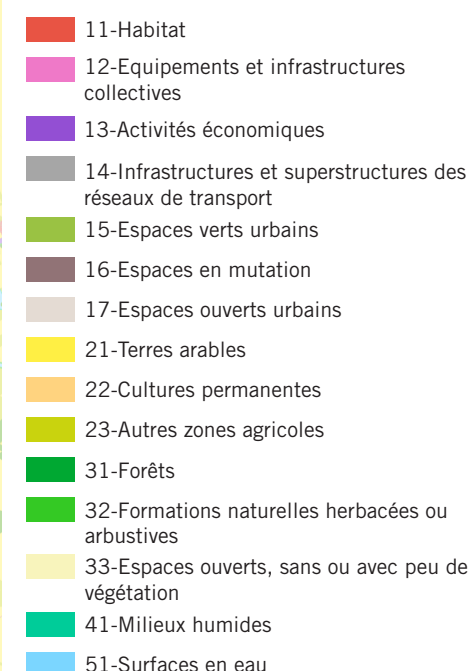 11-Habitat
12-Equipements et infrastructures
collectives
13-Activités économiques
14-Infrastructures et superstructures des
réseaux de transport
15-Espaces verts urbains
16-Espaces en mutation
17-Espaces ouverts urbains
21-Terres arables
22-Cultures permanentes
23-Autres zones agricoles
31-Forêts
32-Formations naturelles herbacées ou
arbustives
33-Espaces ouverts, sans ou avec peu de
végétation
41-Milieux humides
51-Surfaces en eau